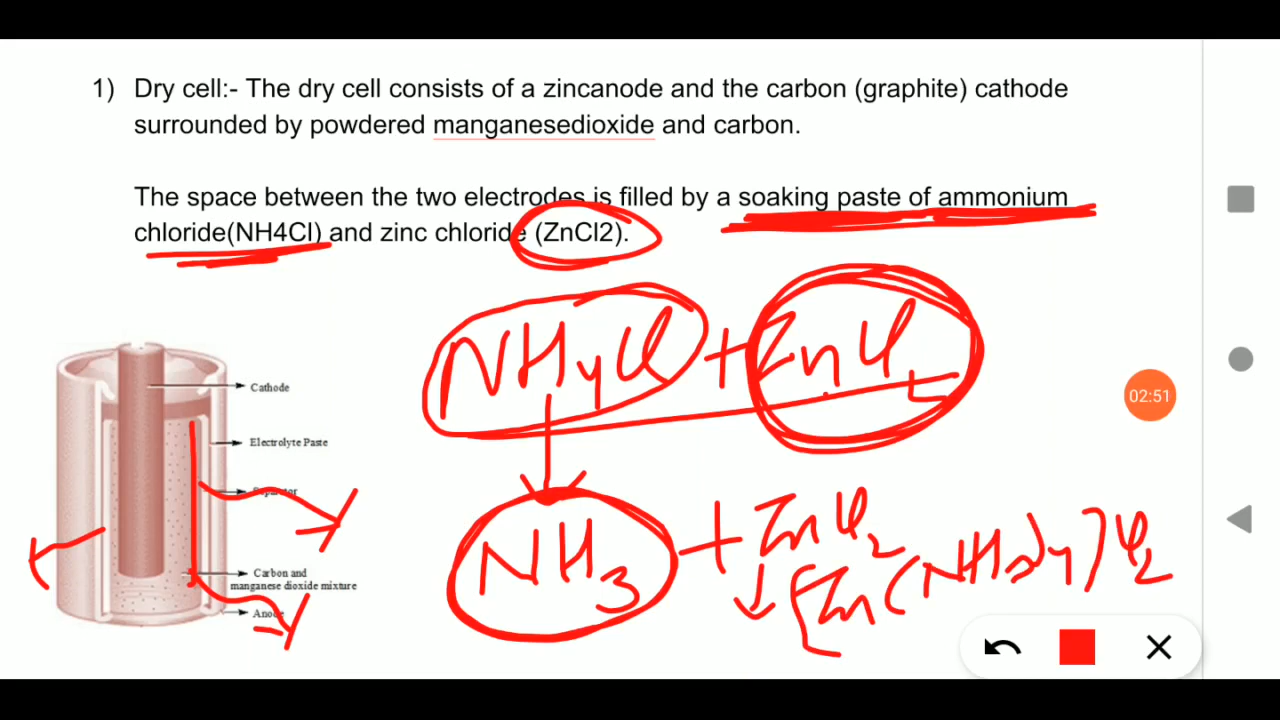 1) Dry cell:- The dry cell consists of a zincanode and the carbon (graphite) cathode
surrounded by powdered manganesedioxide and carbon.
The space between the two electrodes is filled by a soaking paste of ammonium
chloride(NH4Cl) and zinc chloride (ZnCl2).
NH4Cl + ZnCl2
Cathode
Electrolyte Paste
Carbon and
manganese dioxide mixture
Anode
NH3 + ZnCl2
[Zn(NH3)4]Cl2
02:51